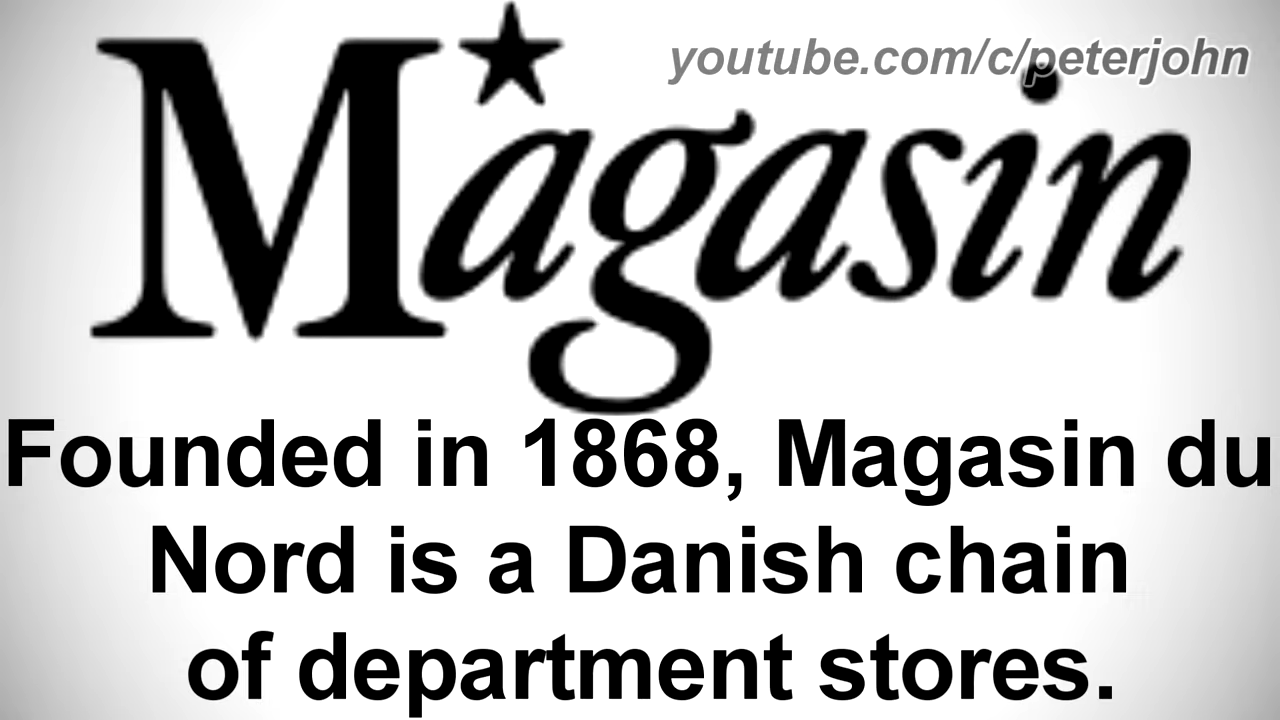 youtube.com/c/peterjohn
Magasin
Founded in 1868, Magasin du
Nord is a Danish chain
of department stores.